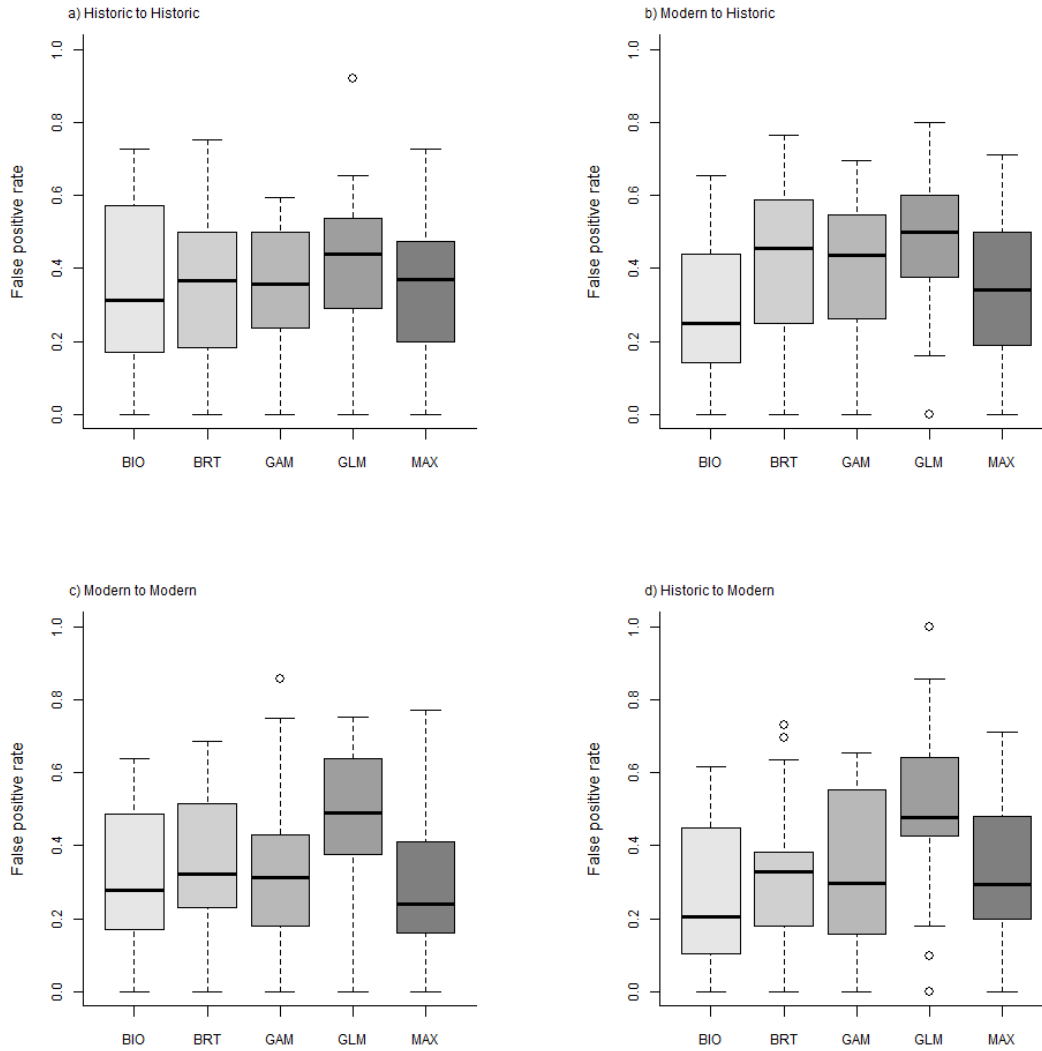 a) Historic to Historic
False positive rate
1.0
0.8
0.6
0.4
0.2
0.0
BIO BRT GAM GLM MAX
b) Modern to Historic
False positive rate
1.0
0.8
0.6
0.4
0.2
0.0
BIO BRT GAM GLM MAX
c) Modern to Modern
False positive rate
1.0
0.8
0.6
0.4
0.2
0.0
BIO BRT GAM GLM MAX
d) Historic to Modern
False positive rate
1.0
0.8
0.6
0.4
0.2
0.0
BIO BRT GAM GLM MAX